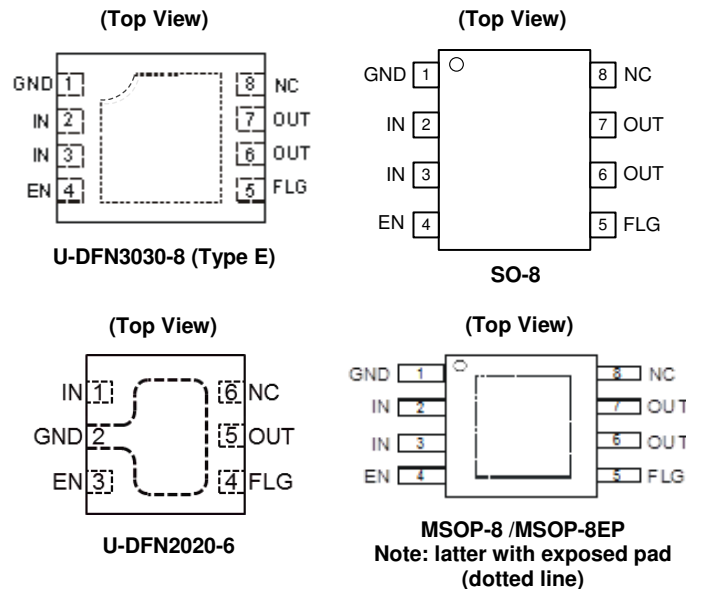 (Top View)
GND 1 8 NC
IN 2 7 OUT
IN 3 6 OUT
EN 4 5 FLG
U-DFN3030-8 (Type E)
(Top View)
GND 1 8 NC
IN 2 7 OUT
IN 3 6 OUT
EN 4 5 FLG
SO-8
(Top View)
IN 1 6 NC
GND 2 5 OUT
EN 3 4 FLG
U-DFN2020-6
(Top View)
GND 1 8 NC
IN 2 7 OUT
IN 3 6 OUT
EN 4 5 FLG
MSOP-8 /MSOP-8EP
Note: latter with exposed pad
(dotted line)